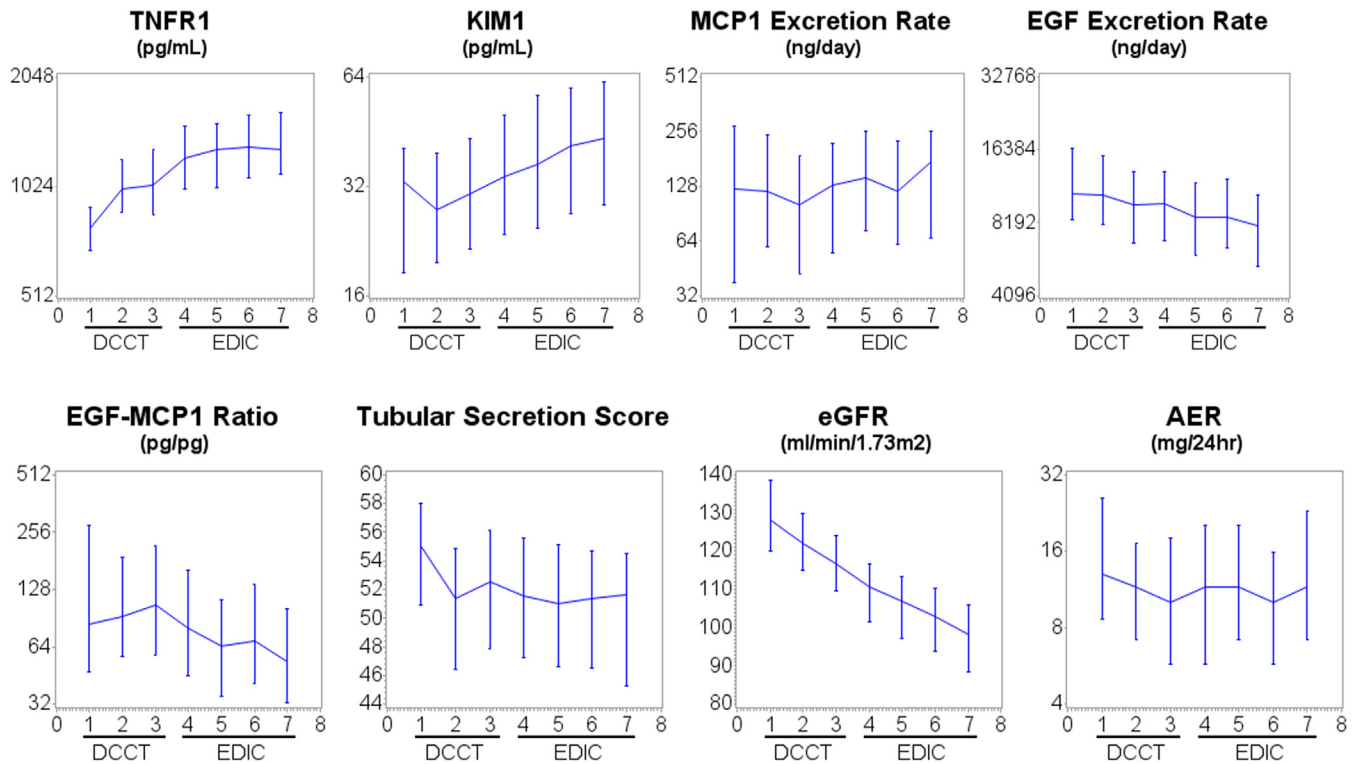 TNFR1
(pg/mL)
2048
1024
512
0 1 2 3 4 5 6 7 8
DCCT EDIC
KIM1
(pg/mL)
64
32
16
0 1 2 3 4 5 6 7 8
DCCT EDIC
MCP1 Excretion Rate
(ng/day)
512
256
128
64
32
0 1 2 3 4 5 6 7 8
DCCT EDIC
EGF Excretion Rate
(ng/day)
32768
16384
8192
4096
0 1 2 3 4 5 6 7 8
DCCT EDIC
EGF-MCP1 Ratio
(pg/pg)
512
256
128
64
32
0 1 2 3 4 5 6 7 8
DCCT EDIC
Tubular Secretion Score
60
58
56
54
52
50
48
46
44
0 1 2 3 4 5 6 7 8
DCCT EDIC
eGFR
(ml/min/1.73m2)
140
130
120
110
100
90
80
0 1 2 3 4 5 6 7 8
DCCT EDIC
AER
(mg/24hr)
32
16
8
4
0 1 2 3 4 5 6 7 8
DCCT EDIC